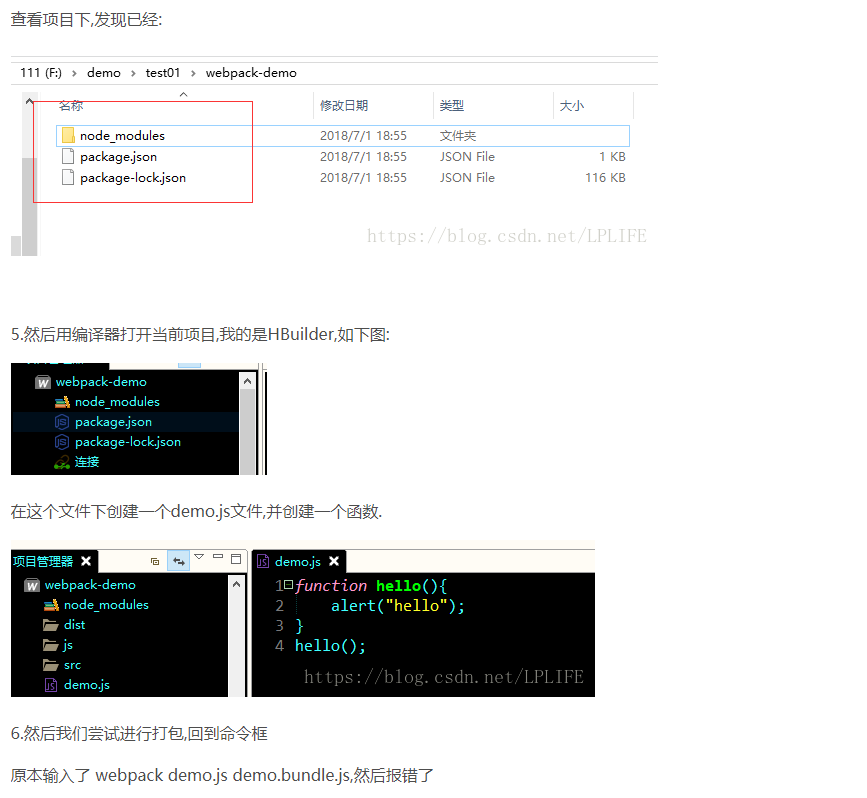 查看项目下,发现已经:
111 (F:) › demo › test01 › webpack-demo
名称 修改日期 类型 大小
node_modules 2018/7/1 18:55 文件夹
package.json 2018/7/1 18:55 JSON File 1 KB
package-lock.json 2018/7/1 18:55 JSON File 116 KB
https://blog.csdn.net/LPLIFE
5.然后用编译器打开当前项目,我的是HBuilder,如下图:
W webpack-demo
node_modules
JS package.json
JS package-lock.json
连接
在这个文件下创建一个demo.js文件,并创建一个函数.
项目管理器
W webpack-demo
node_modules
dist
js
src
JS demo.js
JS demo.js
1 function hello(){
2 alert("hello");
3 }
4 hello();
https://blog.csdn.net/LPLIFE
6.然后我们尝试进行打包,回到命令框
原本输入了 webpack demo.js demo.bundle.js,然后报错了